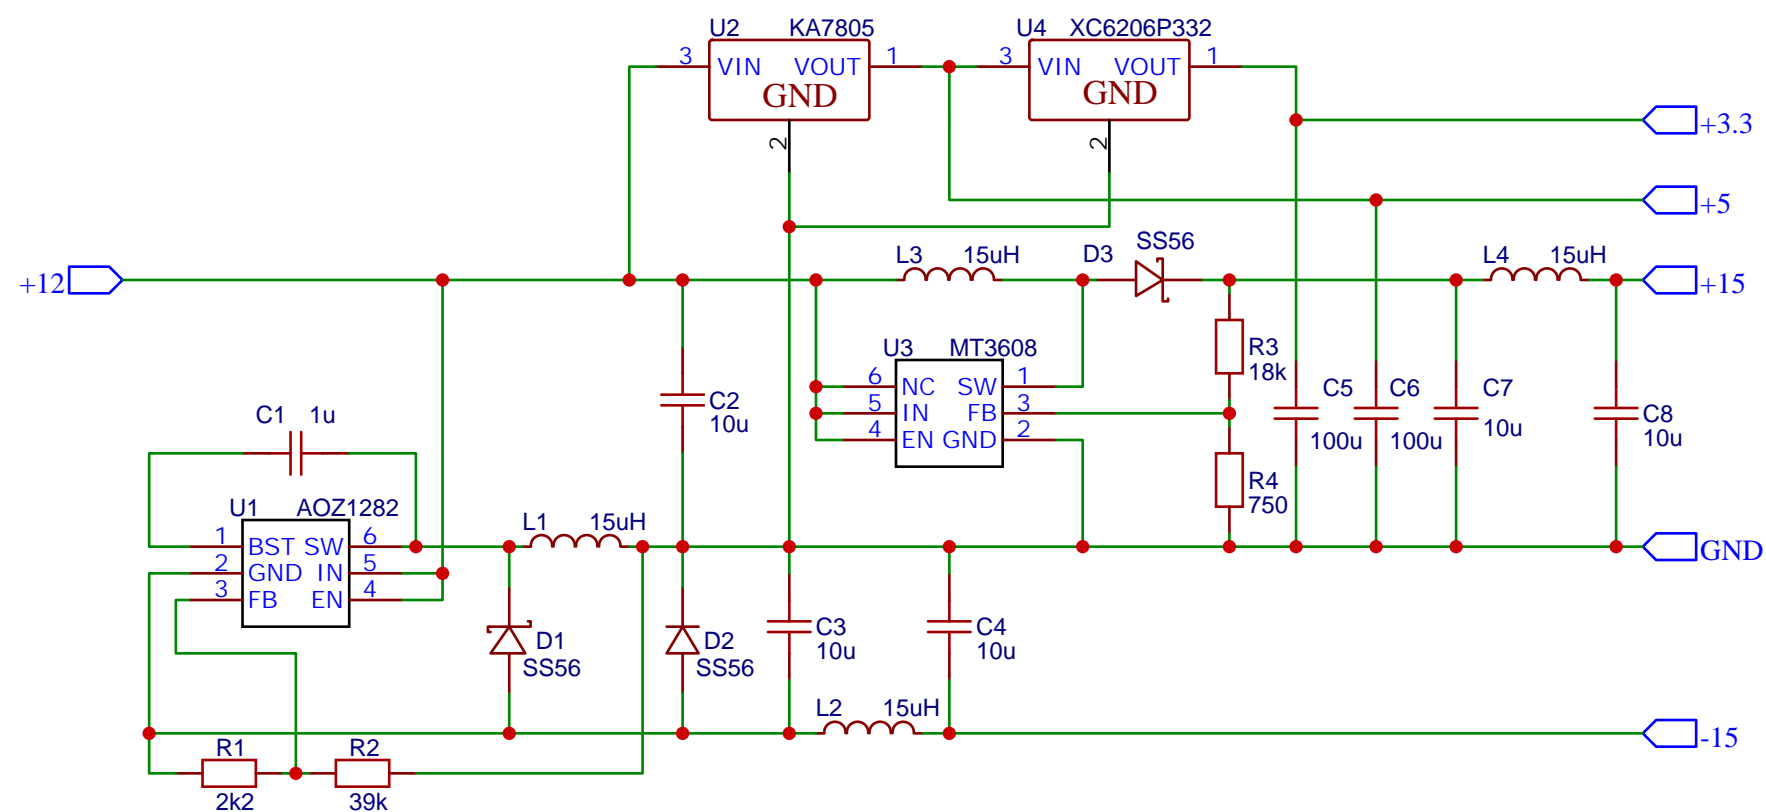 U2 KA7805
3 VIN VOUT 1
GND
2
U4 XC6206P332
3 VIN VOUT 1
GND
2
+3.3
+5
+12
L3 15uH
D3 SS56
L4 15uH
+15
U3 MT3608
6 NC SW 1
5 IN FB 3
4 EN GND 2
R3
18k
C2
10u
C5
100u
C6
100u
C7
10u
C8
10u
C1 1u
R4
750
U1 AOZ1282
1 BST SW 6
2 GND IN 5
3 FB EN 4
L1 15uH
GND
D1
SS56
D2
SS56
C3
10u
C4
10u
L2 15uH
-15
R1
2k2
R2
39k